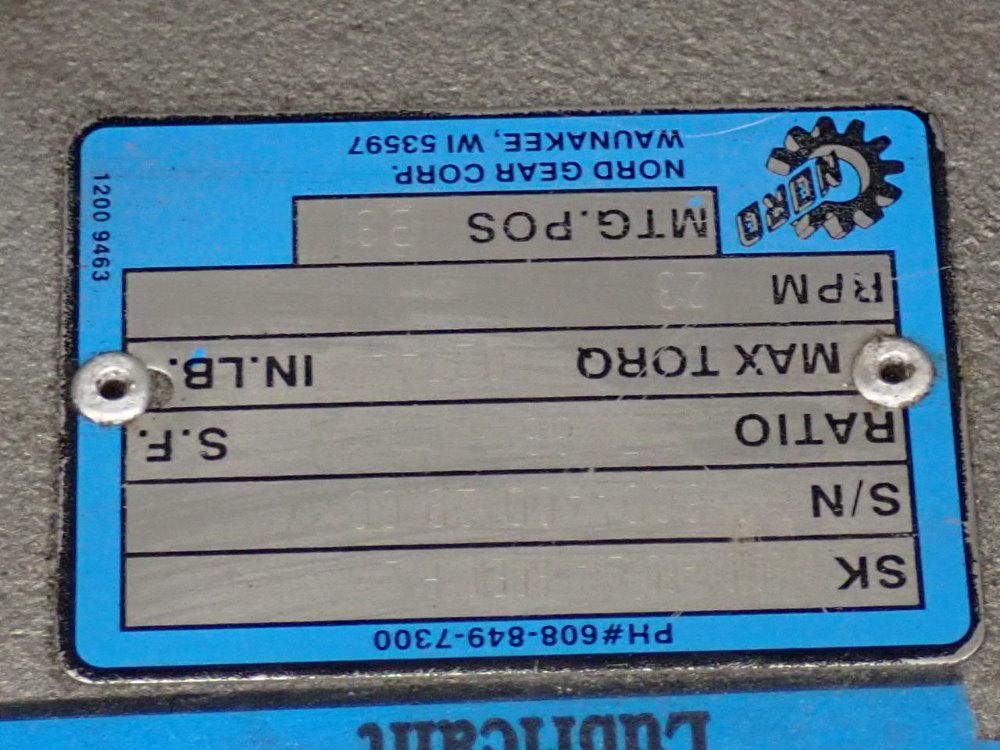 NORD
NORD GEAR CORP.
WAUNAKEE, WI 53597
MTG.POS
RPM 23
MAX TORQ IN.LB.
RATIO S.F.
S/N
SK
PH#608-849-7300
1200 9463
Lubricant